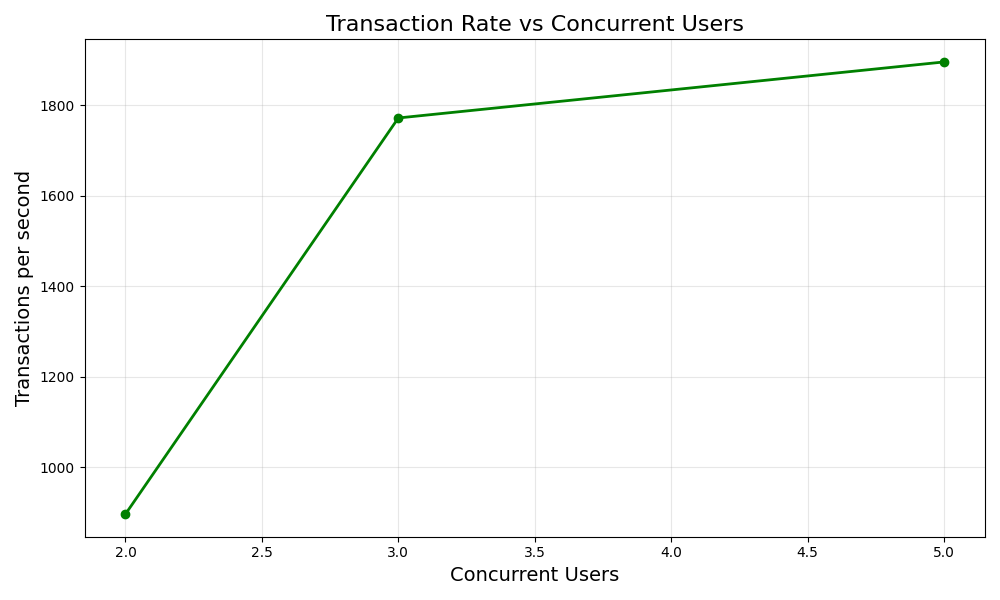 Transaction Rate vs Concurrent Users
Transactions per second
1800
1600
1400
1200
1000
2.0 2.5 3.0 3.5 4.0 4.5 5.0
Concurrent Users